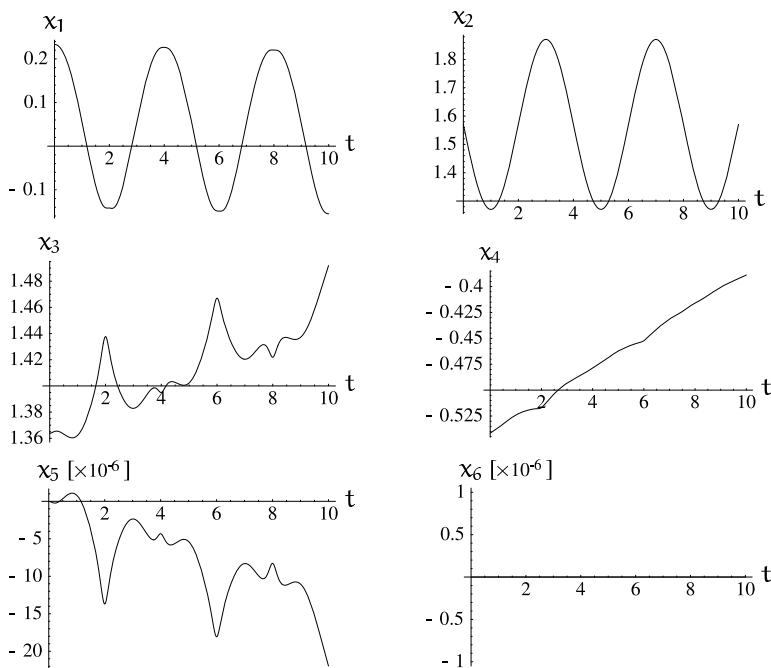 x₁
0.2
0.1
- 0.1
2 4 6 8 10
t
x₂
1.8
1.7
1.6
1.5
1.4
2 4 6 8 10
t
x₃
1.48
1.46
1.44
1.42
1.38
1.36
2 4 6 8 10
t
x₄
- 0.4
- 0.425
- 0.45
- 0.475
- 0.525
2 4 6 8 10
t
x₅ [×10⁻⁶]
- 5
- 10
- 15
- 20
2 4 6 8 10
t
x₆ [×10⁻⁶]
1
0.5
- 0.5
- 1
2 4 6 8 10
t